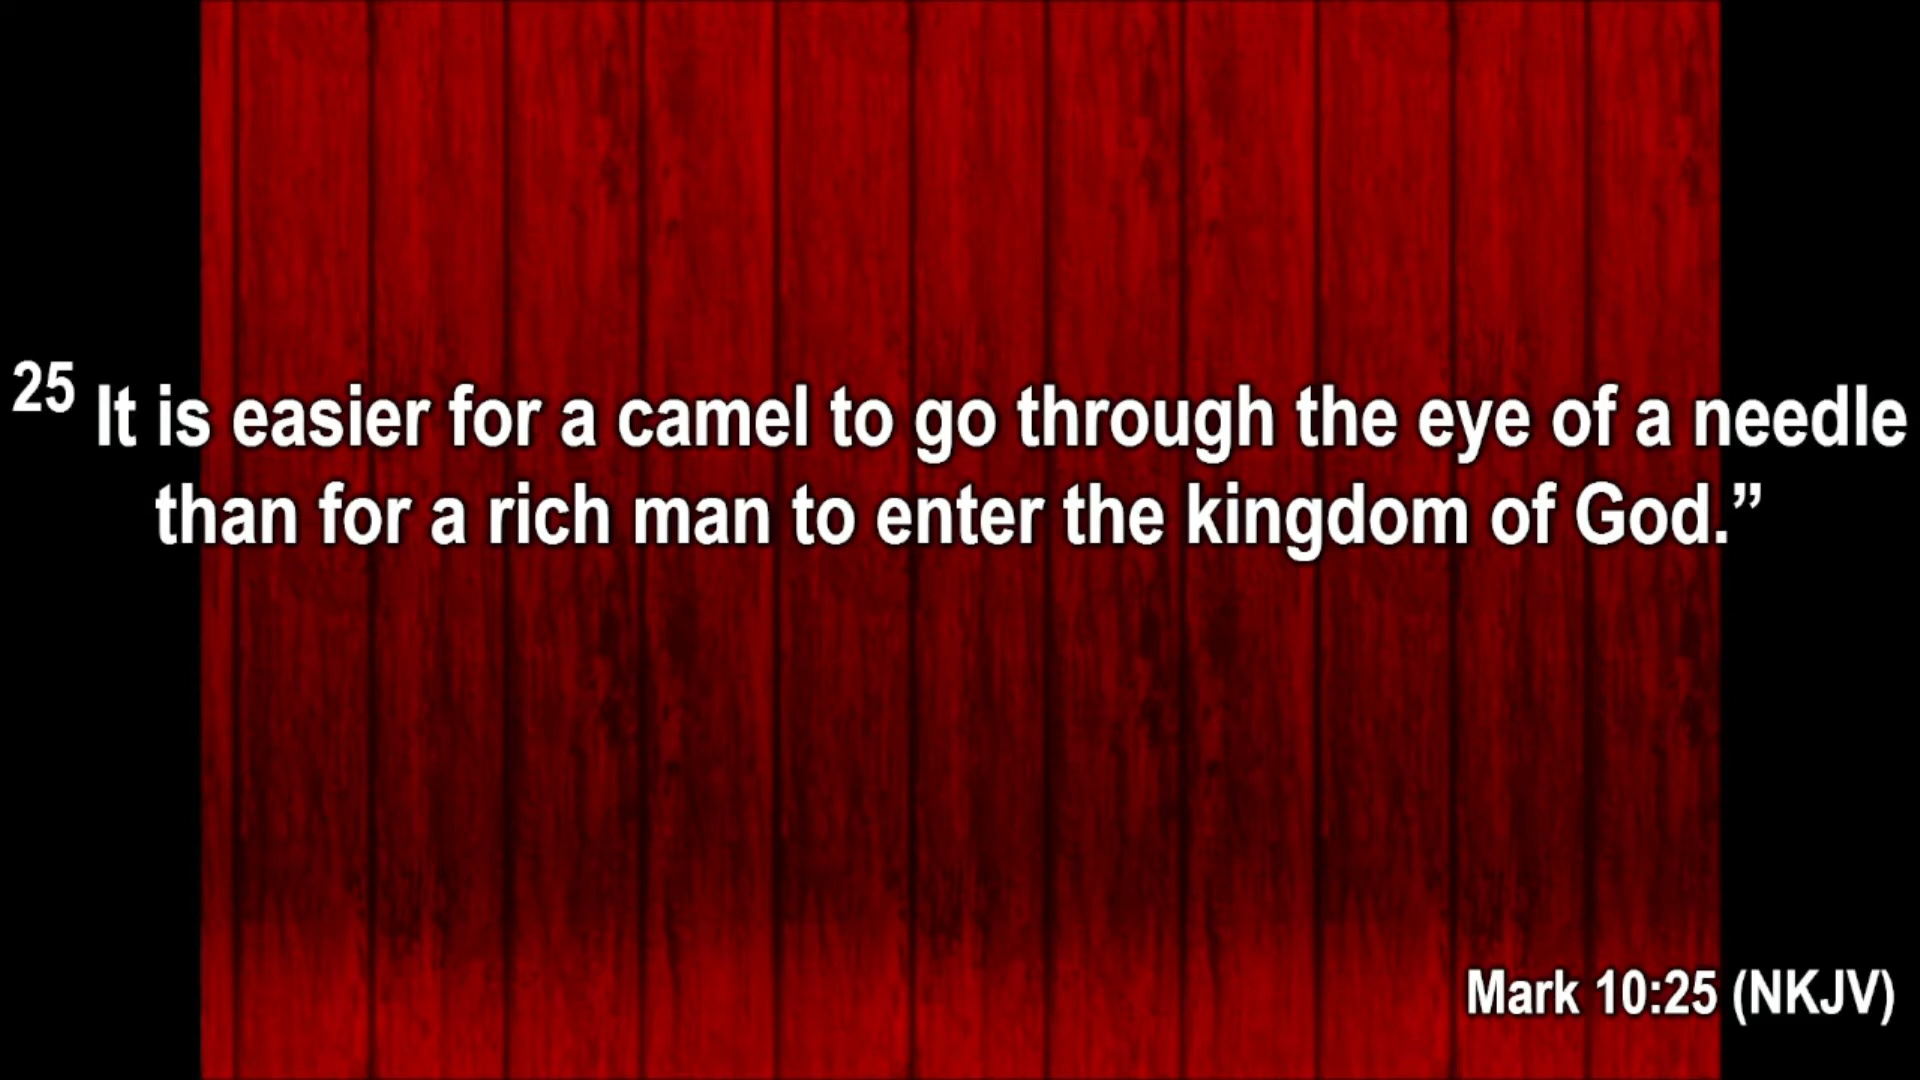 25 It is easier for a camel to go through the eye of a needle
than for a rich man to enter the kingdom of God.”
Mark 10:25 (NKJV)